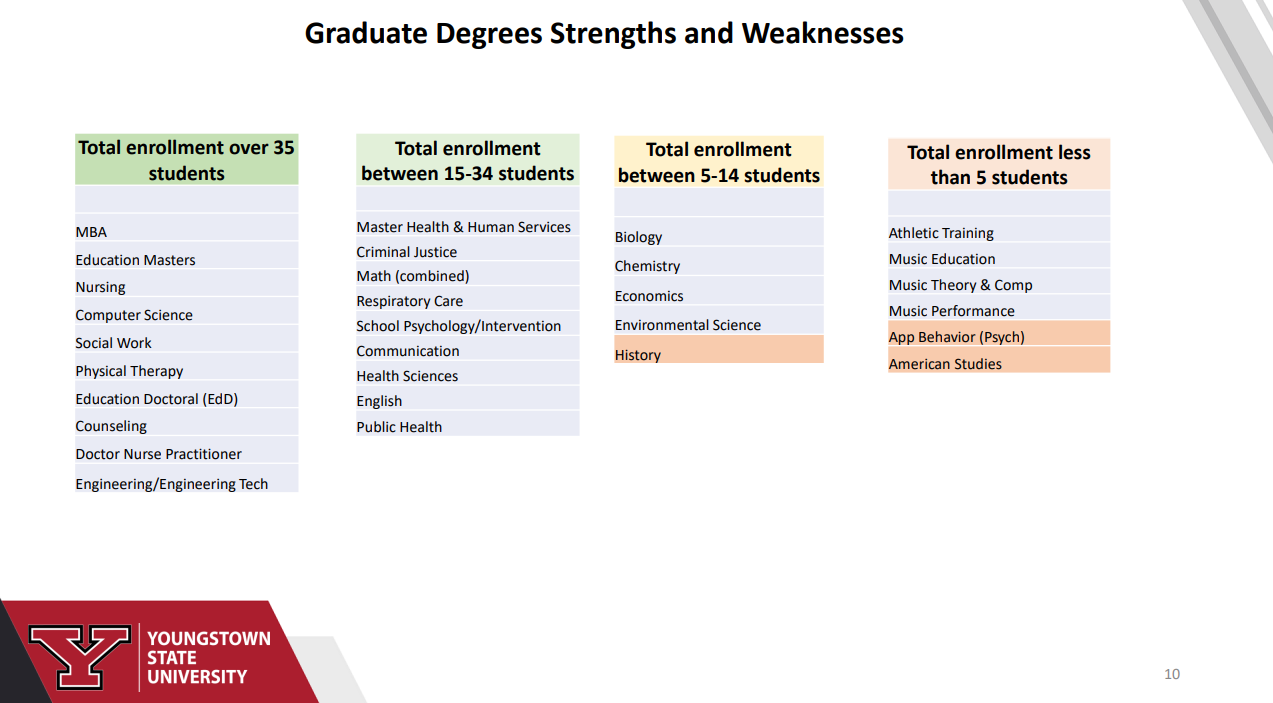 Graduate Degrees Strengths and Weaknesses
Total enrollment over 35
students
MBA
Education Masters
Nursing
Computer Science
Social Work
Physical Therapy
Education Doctoral (EdD)
Counseling
Doctor Nurse Practitioner
Engineering/Engineering Tech
Total enrollment
between 15-34 students
Master Health & Human Services
Criminal Justice
Math (combined)
Respiratory Care
School Psychology/Intervention
Communication
Health Sciences
English
Public Health
Total enrollment
between 5-14 students
Biology
Chemistry
Economics
Environmental Science
History
Total enrollment less
than 5 students
Athletic Training
Music Education
Music Theory & Comp
Music Performance
App Behavior (Psych)
American Studies
Y
YOUNGSTOWN
STATE
UNIVERSITY
10